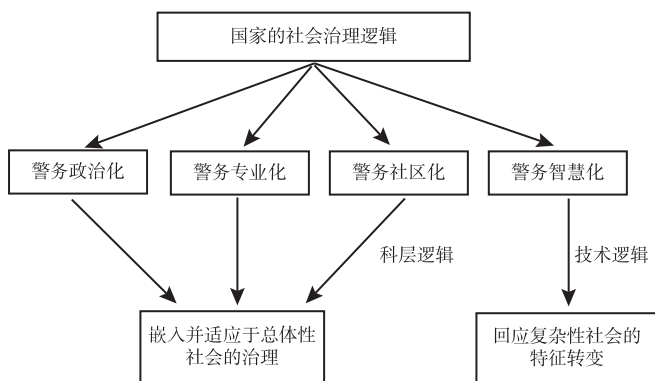 国家的社会治理逻辑
警务政治化
警务专业化
警务社区化
警务智慧化
科层逻辑
技术逻辑
嵌入并适应于总体性
社会的治理
回应复杂性社会的
特征转变